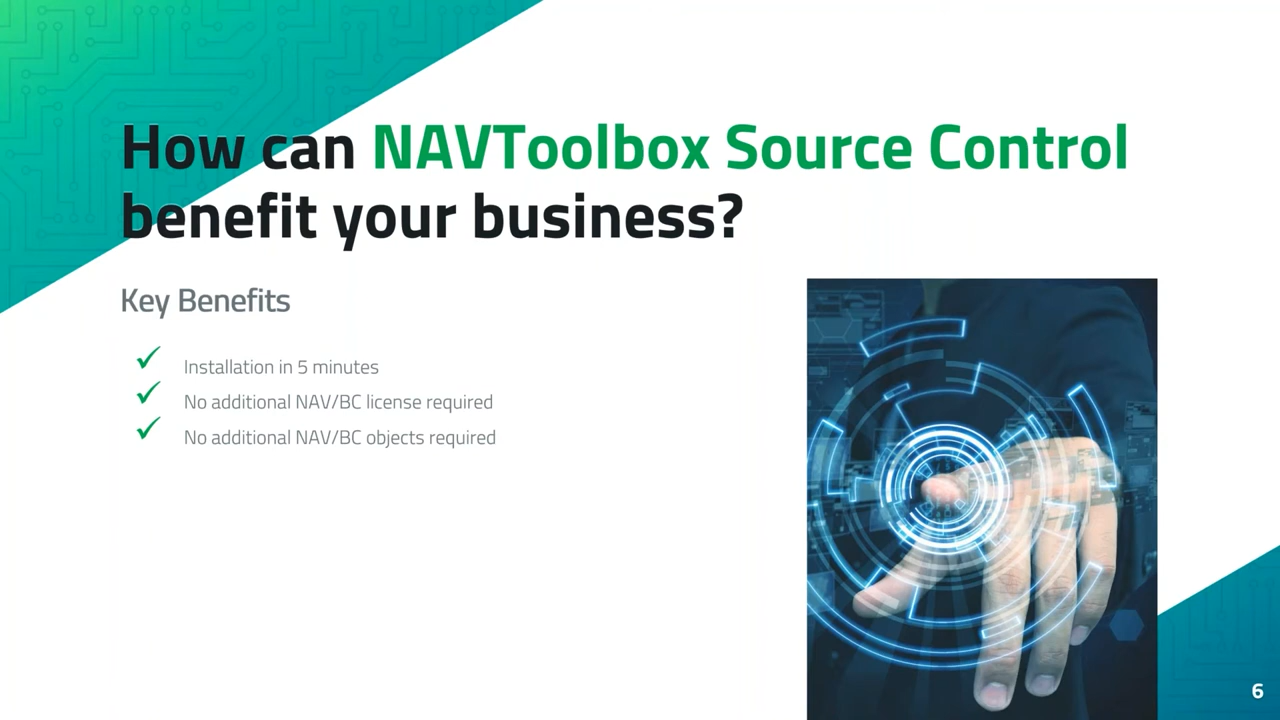 How can NAVToolbox Source Control
benefit your business?
Key Benefits
Installation in 5 minutes
No additional NAV/BC license required
No additional NAV/BC objects required
6